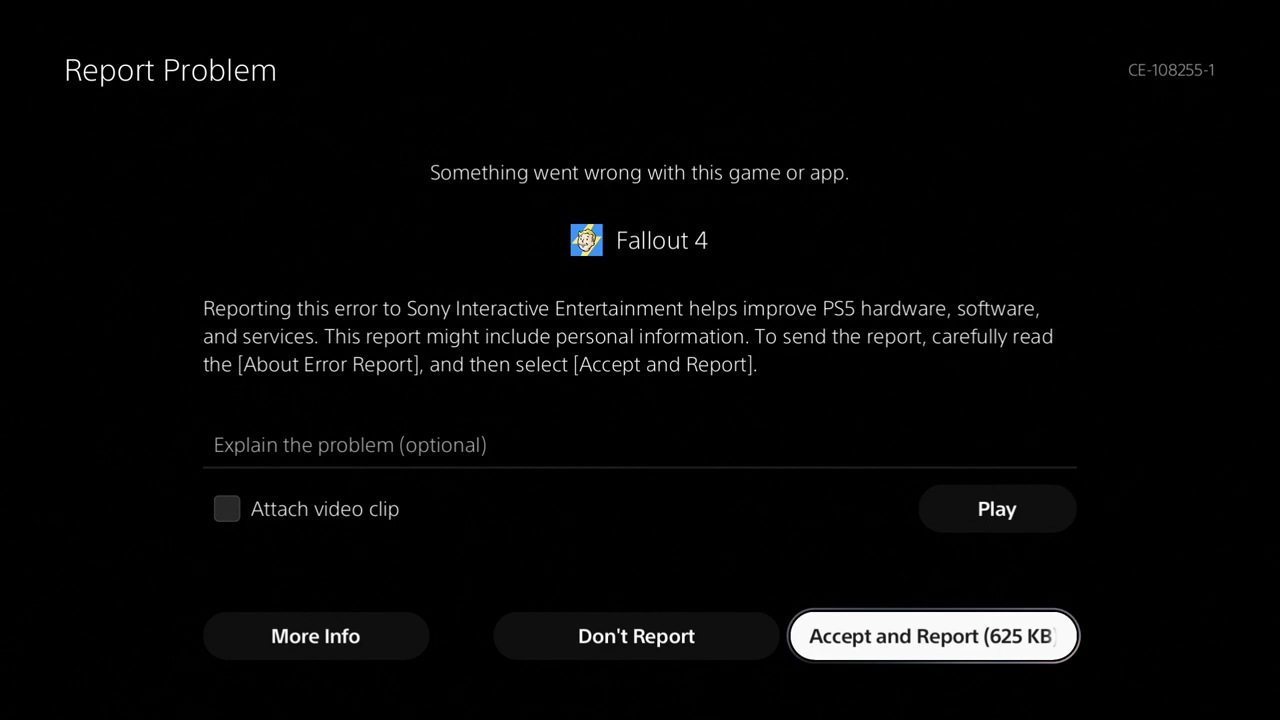 Report Problem
CE-108255-1
Something went wrong with this game or app.
Fallout 4
Reporting this error to Sony Interactive Entertainment helps improve PS5 hardware, software,
and services. This report might include personal information. To send the report, carefully read
the [About Error Report], and then select [Accept and Report].
Explain the problem (optional)
Attach video clip
Play
More Info
Don't Report
Accept and Report (625 KB)